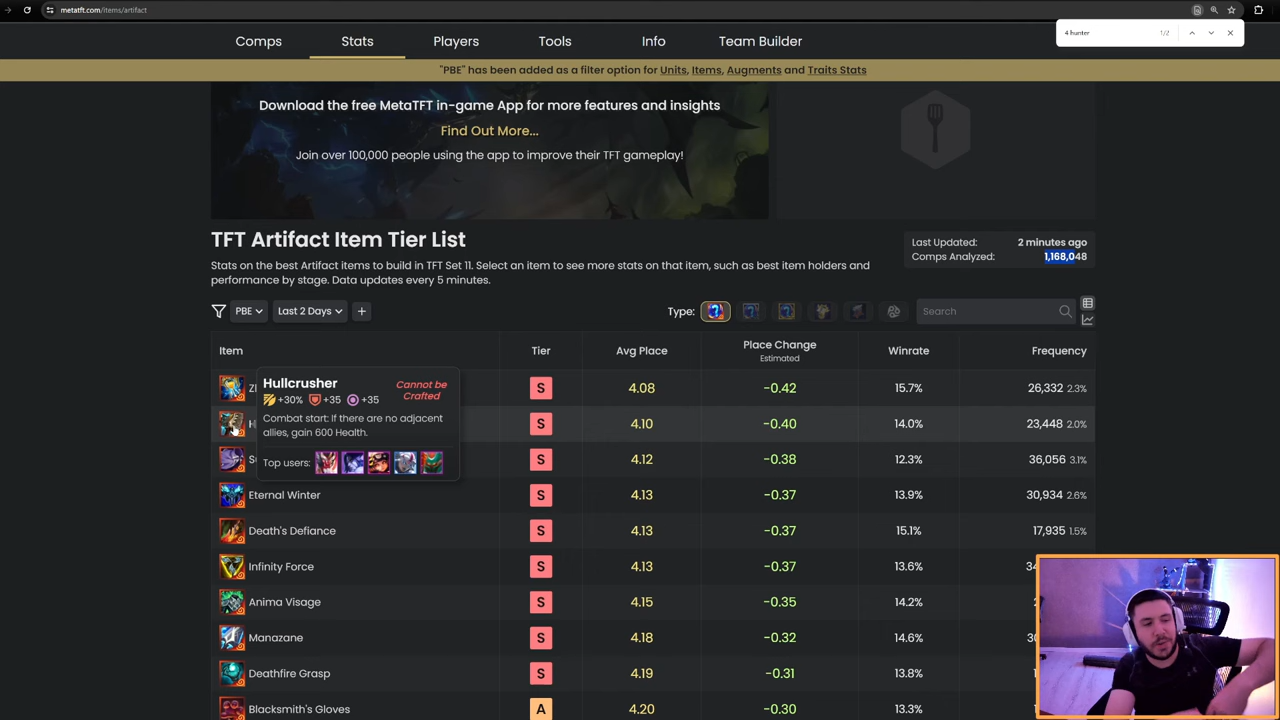 metatft.com/items/artifact
4 hunter
1/2
Comps
Stats
Players
Tools
Info
Team Builder
"PBE" has been added as a filter option for Units, Items, Augments and Traits Stats
Download the free MetaTFT in-game App for more features and insights
Find Out More...
Join over 100,000 people using the app to improve their TFT gameplay!
TFT Artifact Item Tier List
Last Updated: 2 minutes ago
Comps Analyzed: 1,168,048
Stats on the best Artifact items to build in TFT Set 11. Select an item to see more stats on that item, such as best item holders and
performance by stage. Data updates every 5 minutes.
PBE
Last 2 Days
+
Type:
Search
Item Tier Avg Place Place Change Winrate Frequency
Estimated
S 4.08 -0.42 15.7% 26,332 2.3%
Hullcrusher
Cannot be
Crafted
+30% +35 +35
Combat start: If there are no adjacent
allies, gain 600 Health.
Top users:
S 4.10 -0.40 14.0% 23,448 2.0%
S 4.12 -0.38 12.3% 36,056 3.1%
Eternal Winter S 4.13 -0.37 13.9% 30,934 2.6%
Death's Defiance S 4.13 -0.37 15.1% 17,935 1.5%
Infinity Force S 4.13 -0.37 13.6%
Anima Visage S 4.15 -0.35 14.2%
Manazane S 4.18 -0.32 14.6%
Deathfire Grasp S 4.19 -0.31 13.8%
Blacksmith's Gloves A 4.20 -0.30 13.3%